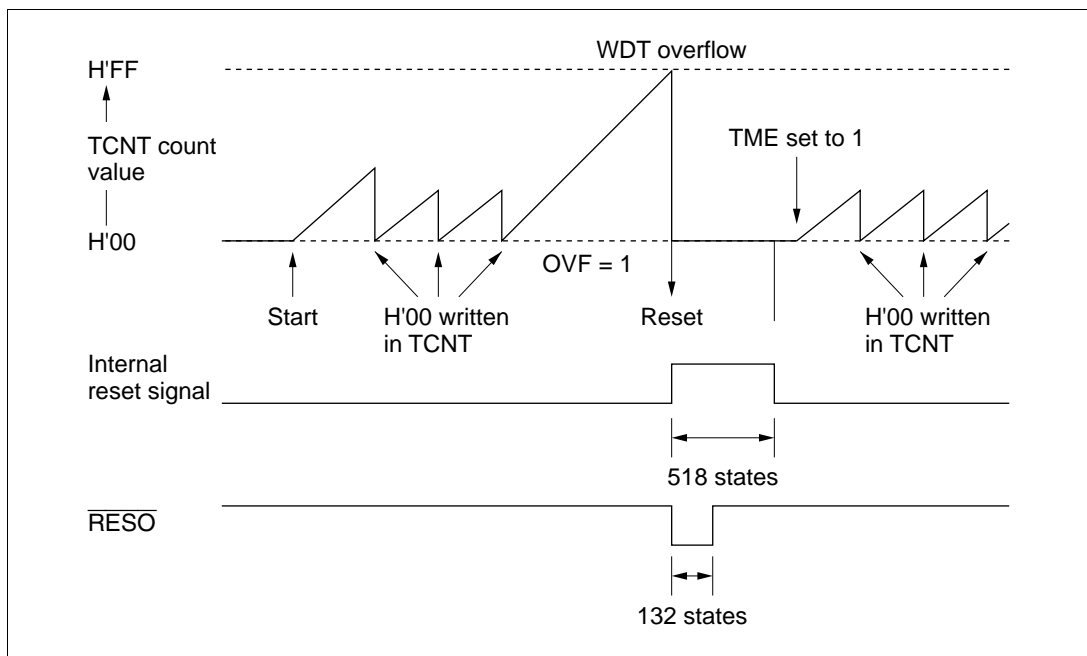 WDT overflow
H'FF
TCNT count
value
TME set to 1
H'00
OVF = 1
Start
H'00 written
in TCNT
Reset
H'00 written
in TCNT
Internal
reset signal
518 states
RESO
132 states